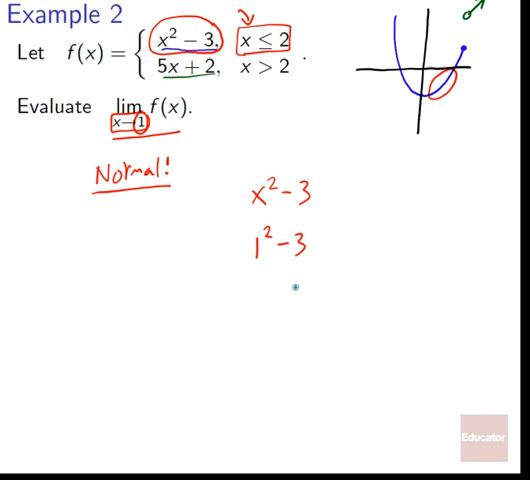 Example 2
Let f(x) = { x² − 3, x ≤ 2
5x + 2, x > 2 .
Evaluate lim x→1 f(x).
Normal!
x² − 3
1² − 3
Educator